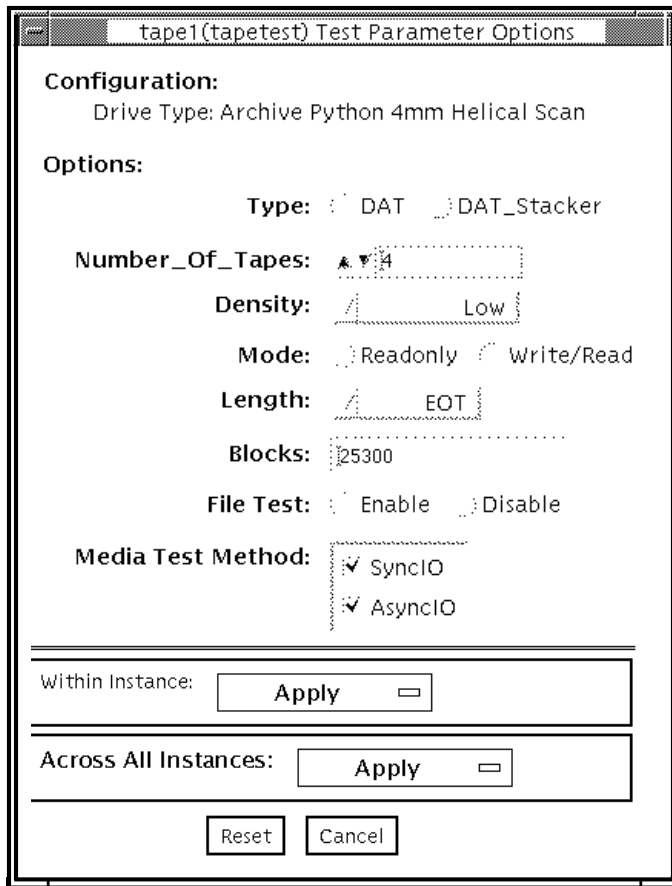 tape1(tapetest) Test Parameter Options
Configuration:
Drive Type: Archive Python 4mm Helical Scan
Options:
Type: DAT DAT_Stacker
Number_Of_Tapes: 4
Density: Low
Mode: Readonly Write/Read
Length: EOT
Blocks: 25300
File Test: Enable Disable
Media Test Method: SyncIO
AsyncIO
Within Instance: Apply
Across All Instances: Apply
Reset Cancel